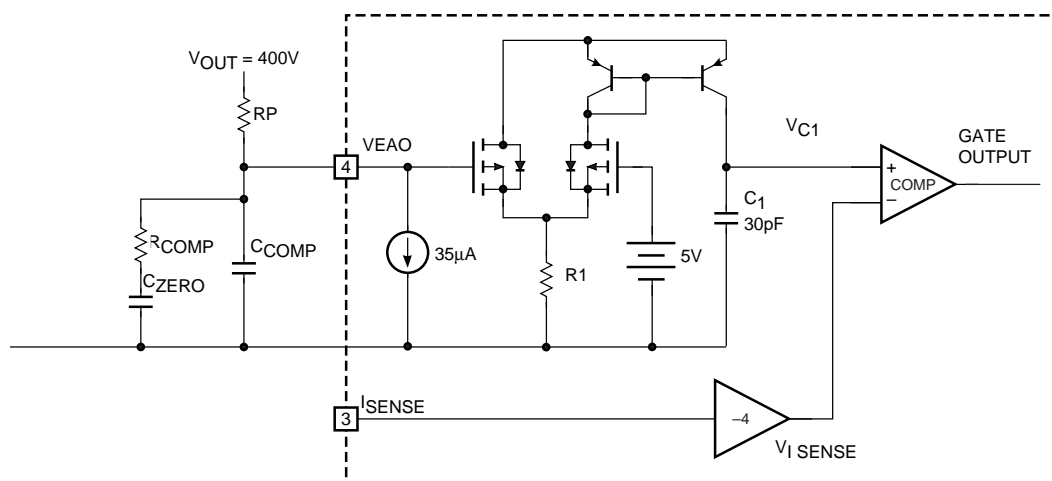 VOUT = 400V
RP
VEAO
4
VC1
GATE
OUTPUT
+
COMP
–
C1
30pF
RCOMP
CCOMP
CZERO
35µA
R1
5V
3
ISENSE
–4
VI SENSE